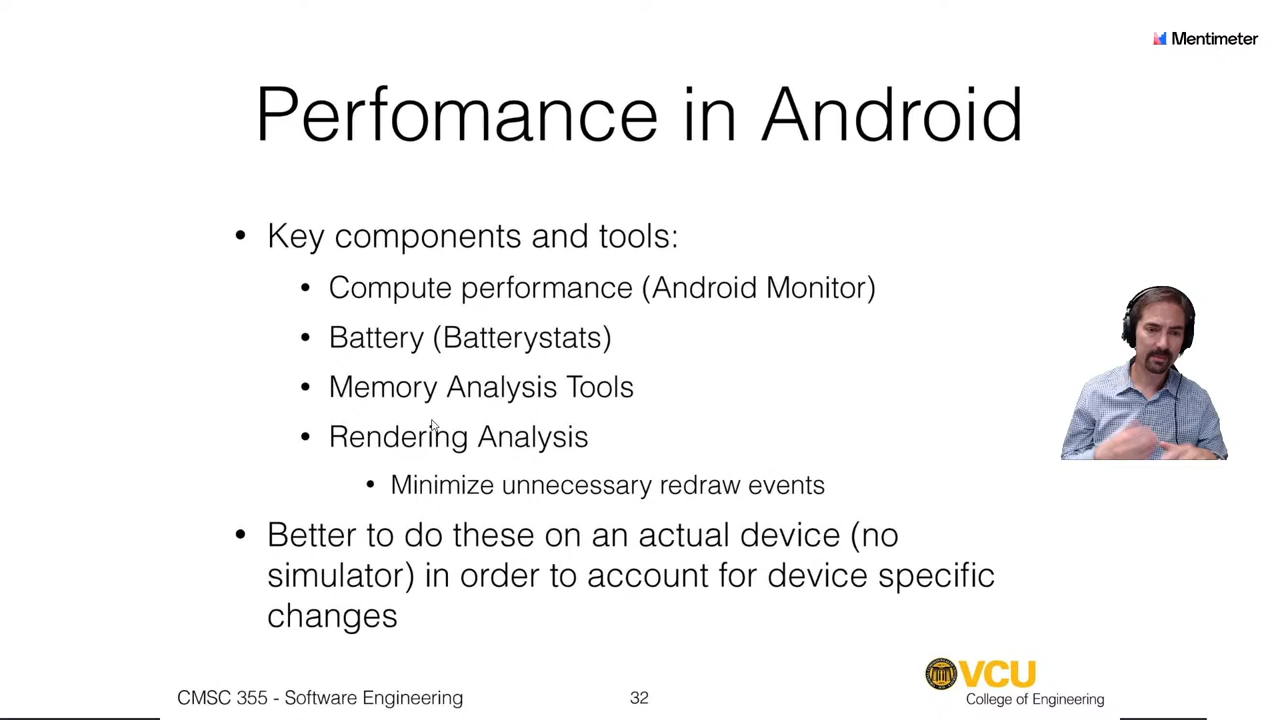 Mentimeter
Perfomance in Android
• Key components and tools:
• Compute performance (Android Monitor)
• Battery (Batterystats)
• Memory Analysis Tools
• Rendering Analysis
• Minimize unnecessary redraw events
• Better to do these on an actual device (no
simulator) in order to account for device specific
changes
CMSC 355 - Software Engineering
32
VCU
College of Engineering